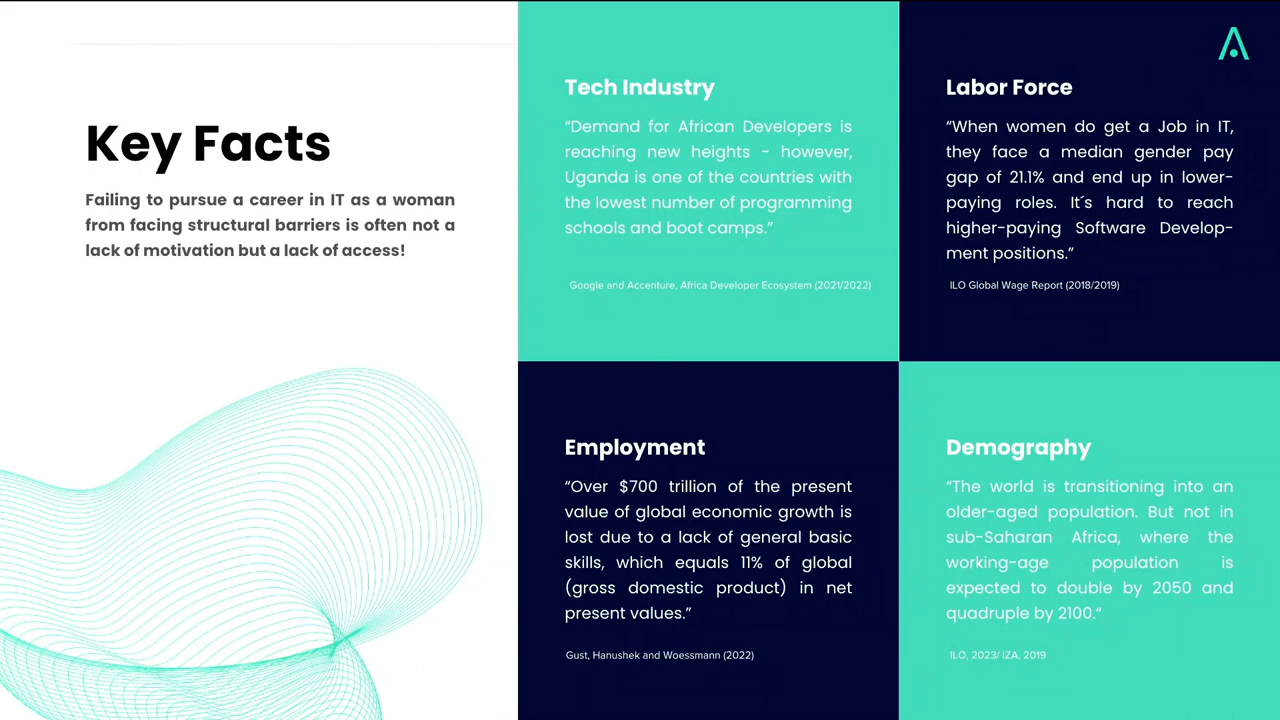 Key Facts
Failing to pursue a career in IT as a woman
from facing structural barriers is often not a
lack of motivation but a lack of access!
Tech Industry
“Demand for African Developers is
reaching new heights - however,
Uganda is one of the countries with
the lowest number of programming
schools and boot camps.”
Google and Accenture, Africa Developer Ecosystem (2021/2022)
Labor Force
“When women do get a Job in IT,
they face a median gender pay
gap of 21.1% and end up in lower-
paying roles. It´s hard to reach
higher-paying Software Develop-
ment positions.”
ILO Global Wage Report (2018/2019)
Employment
“Over $700 trillion of the present
value of global economic growth is
lost due to a lack of general basic
skills, which equals 11% of global
(gross domestic product) in net
present values.”
Gust, Hanushek and Woessmann (2022)
Demography
“The world is transitioning into an
older-aged population. But not in
sub-Saharan Africa, where the
working-age population is
expected to double by 2050 and
quadruple by 2100.“
ILO, 2023/ IZA, 2019